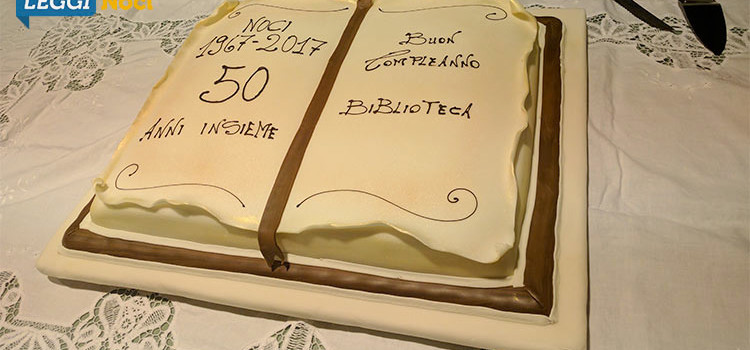 LEGGI NOCI
NOCI
1967-2017
50
ANNI INSIEME
BUON
COMPLEANNO
BIBLIOTECA